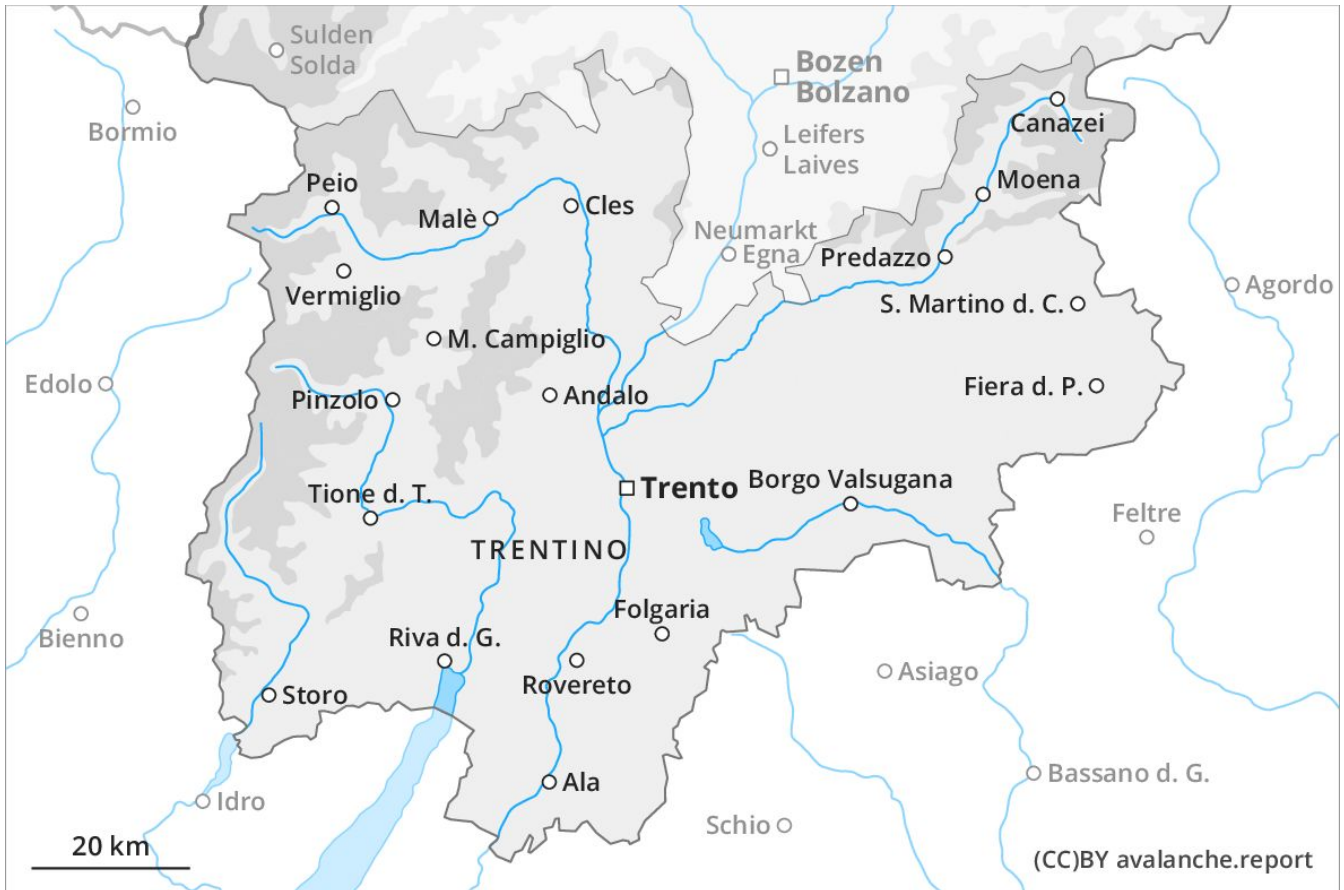 Sulden
Solda
Bozen
Bolzano
Bormio
Canazei
Leifers
Laives
Peio
Moena
Malè
Cles
Neumarkt
Egna
Predazzo
Vermiglio
Agordo
S. Martino d. C.
M. Campiglio
Edolo
Fiera d. P.
Andalo
Pinzolo
Tione d. T.
Trento
Borgo Valsugana
Feltre
TRENTINO
Folgaria
Bienno
Riva d. G.
Asiago
Rovereto
Storo
Bassano d. G.
Ala
Idro
Schio
20 km
(CC)BY avalanche.report